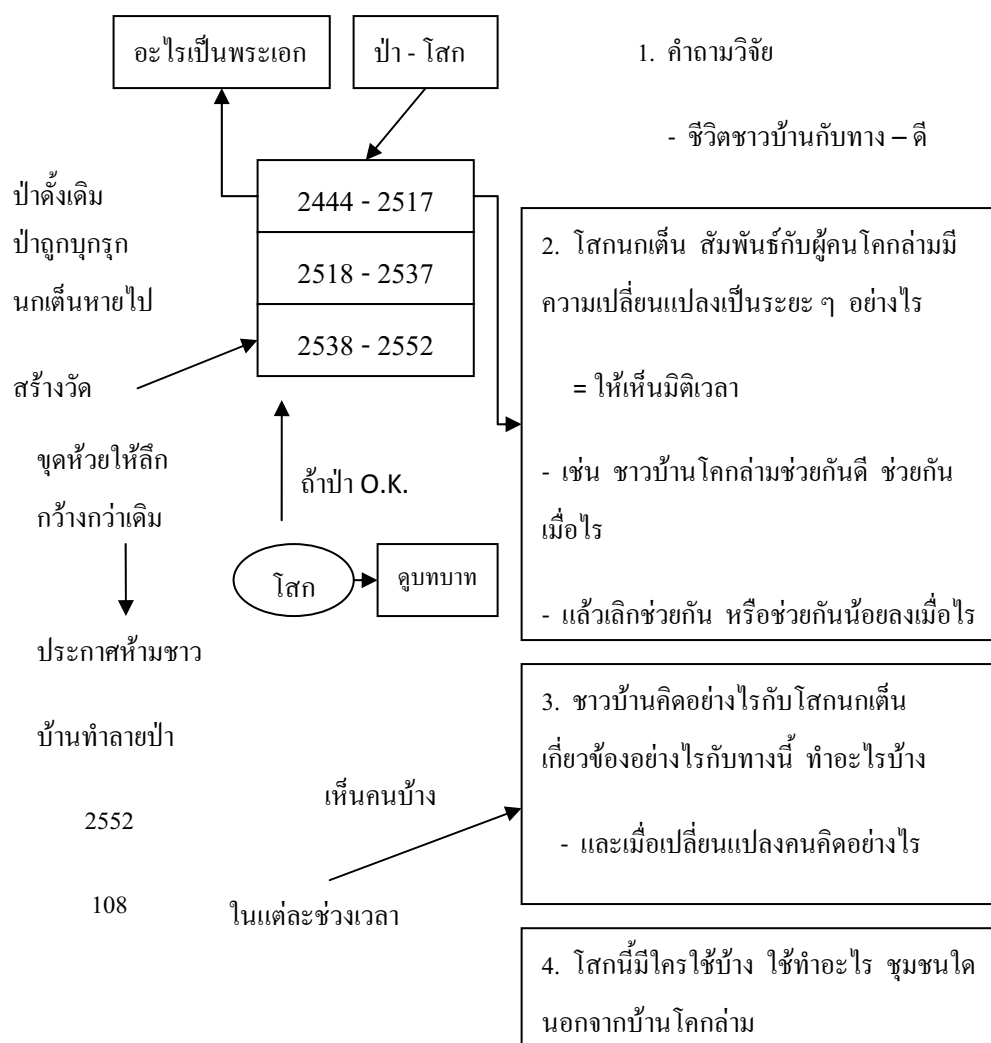 อะไรเป็นพระเอก
ป่า - โสก
1. คำถามวิจัย
- ชีวิตชาวบ้านกับทาง – ดี
ป่าดั้งเดิม
ป่าถูกบุกรุก
นกเต็นหายไป
สร้างวัด
ขุดห้วยให้ลึก
กว้างกว่าเดิม
ประกาศห้ามชาว
บ้านทำลายป่า
2552
108
2444 - 2517
2518 - 2537
2538 - 2552
ถ้าป่า O.K.
โสก
ดูบทบาท
2. โสกนกเต็น สัมพันธ์กับผู้คนโคกล่ามมี
ความเปลี่ยนแปลงเป็นระยะ ๆ อย่างไร
= ให้เห็นมิติเวลา
- เช่น ชาวบ้านโคกล่ามช่วยกันดี ช่วยกัน
เมื่อไร
- แล้วเลิกช่วยกัน หรือช่วยกันน้อยลงเมื่อไร
เห็นคนบ้าง
ในแต่ละช่วงเวลา
3. ชาวบ้านคิดอย่างไรกับโสกนกเต็น
เกี่ยวข้องอย่างไรกับทางนี้ ทำอะไรบ้าง
- และเมื่อเปลี่ยนแปลงคนคิดอย่างไร
4. โสกนี้มีใครใช้บ้าง ใช้ทำอะไร ชุมชนใด
นอกจากบ้านโคกล่าม